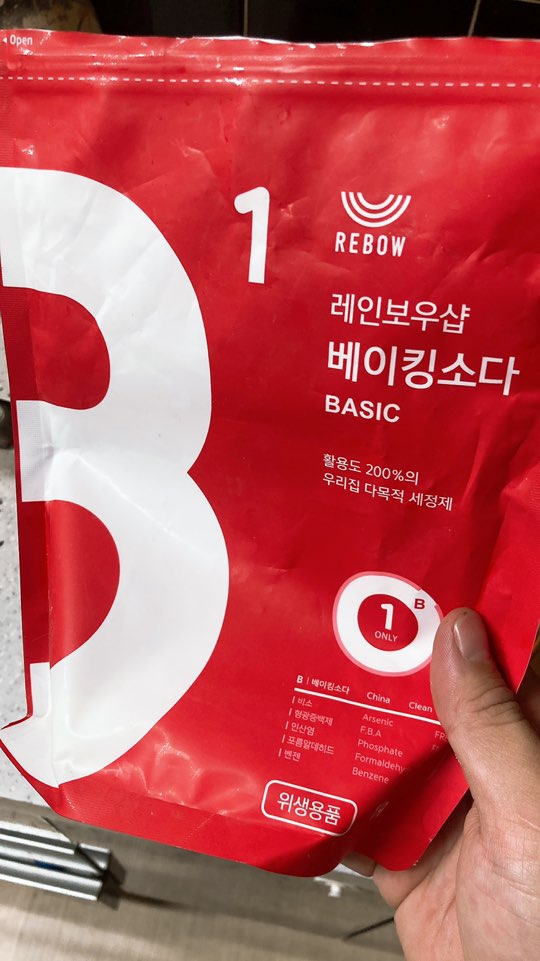 Open
B
1
REBOW
레인보우샵
베이킹소다
BASIC
활용도 200%의
우리집 다목적 세정제
1 B
ONLY
B | 베이킹소다 China Clean
| 비소 Arsenic
| 형광증백제 F.B.A
| 인산염 Phosphate
| 포름알데히드
| 벤젠 Benzene
위생용품